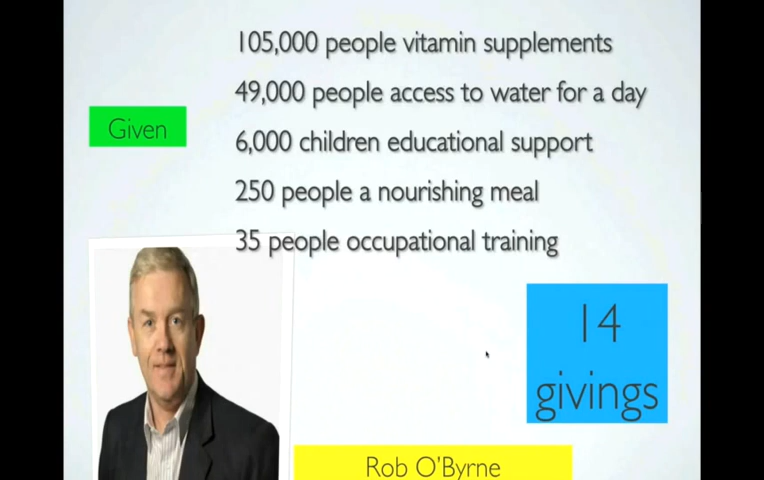 105,000 people vitamin supplements
49,000 people access to water for a day
Given
6,000 children educational support
250 people a nourishing meal
35 people occupational training
14
givings
Rob O'Byrne